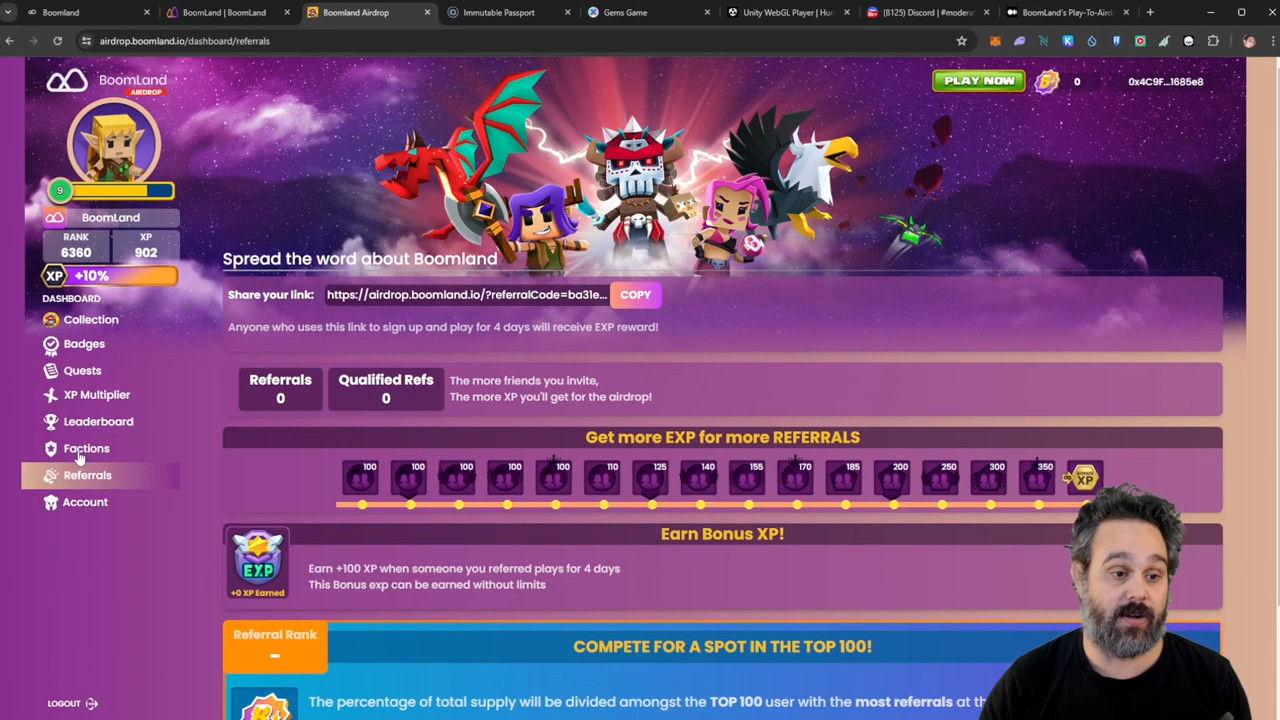 Boomland
BoomLand | BoomLand
Boomland Airdrop
Immutable Passport
Gems Game
Unity WebGL Player | Hun
(8125) Discord | #modera
BoomLand's Play-To-Aird
airdrop.boomland.io/dashboard/referrals
BoomLand
AIRDROP
PLAY NOW
0
0x4C9F...1685e8
9
BoomLand
RANK
6360
XP
902
XP +10%
DASHBOARD
Collection
Badges
Quests
XP Multiplier
Leaderboard
Factions
Referrals
Account
LOGOUT
Spread the word about Boomland
Share your link: https://airdrop.boomland.io/?referralCode=ba31e... COPY
Anyone who uses this link to sign up and play for 4 days will receive EXP reward!
Referrals
0
Qualified Refs
0
The more friends you invite,
The more XP you'll get for the airdrop!
Get more EXP for more REFERRALS
100 100 100 100 100 110 125 140 155 170 185 200 250 300 350 XP
Earn Bonus XP!
EXP
+0 XP Earned
Earn +100 XP when someone you referred plays for 4 days
This Bonus exp can be earned without limits
Referral Rank
-
COMPETE FOR A SPOT IN THE TOP 100!
The percentage of total supply will be divided amongst the TOP 100 user with the most referrals at th